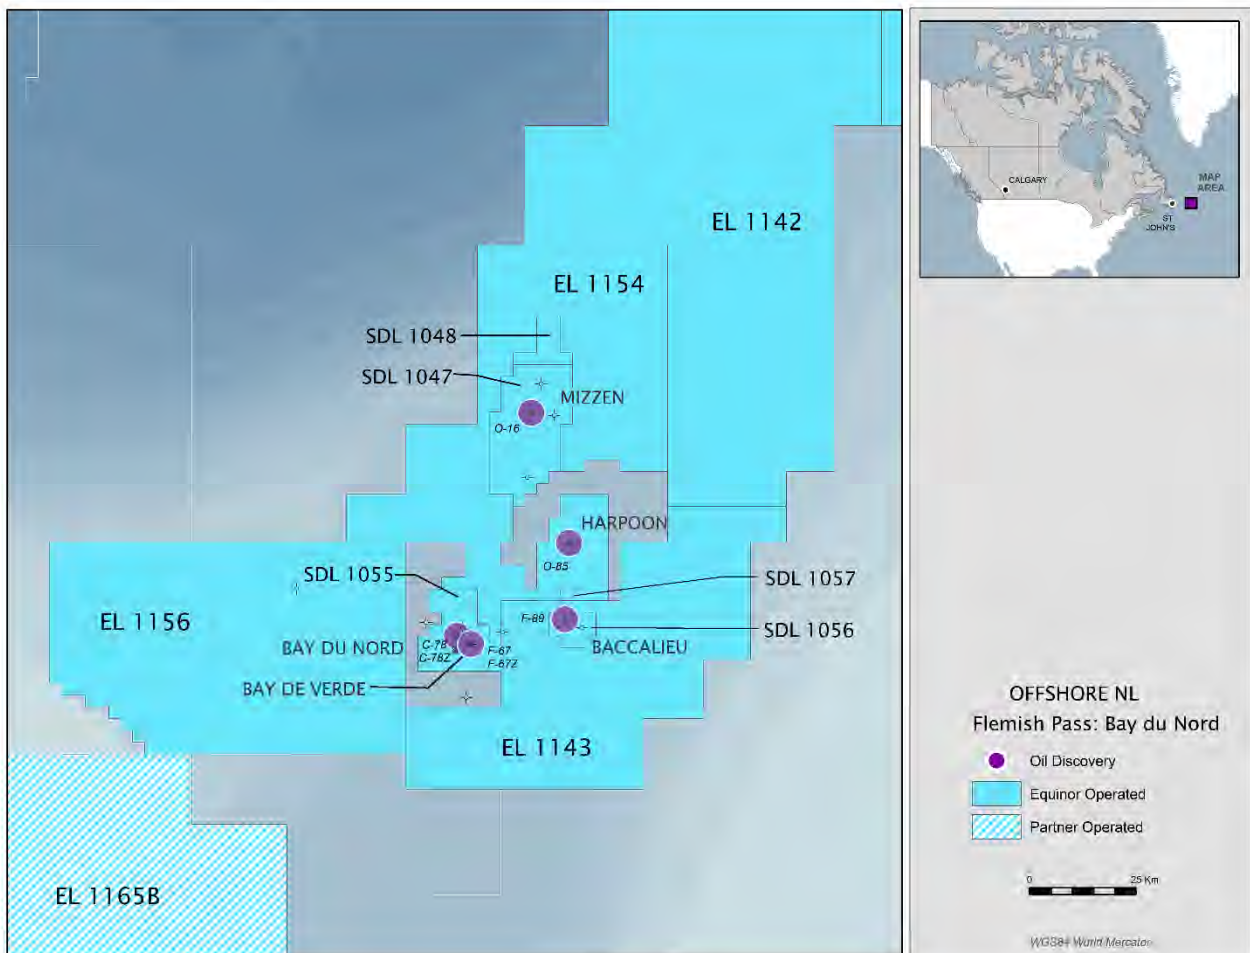 EL 1142
EL 1154
SDL 1048
SDL 1047
MIZZEN
O-16
HARPOON
O-85
SDL 1055
SDL 1057
EL 1156
F-89
SDL 1056
BAY DU NORD
C-78
C-78Z
F-67
F-67Z
BACCALIEU
BAY DE VERDE
EL 1143
EL 1165B
CALGARY
MAP
AREA
ST
JOHN'S
OFFSHORE NL
Flemish Pass: Bay du Nord
Oil Discovery
Equinor Operated
Partner Operated
0 25 Km
WGS84 World Mercator